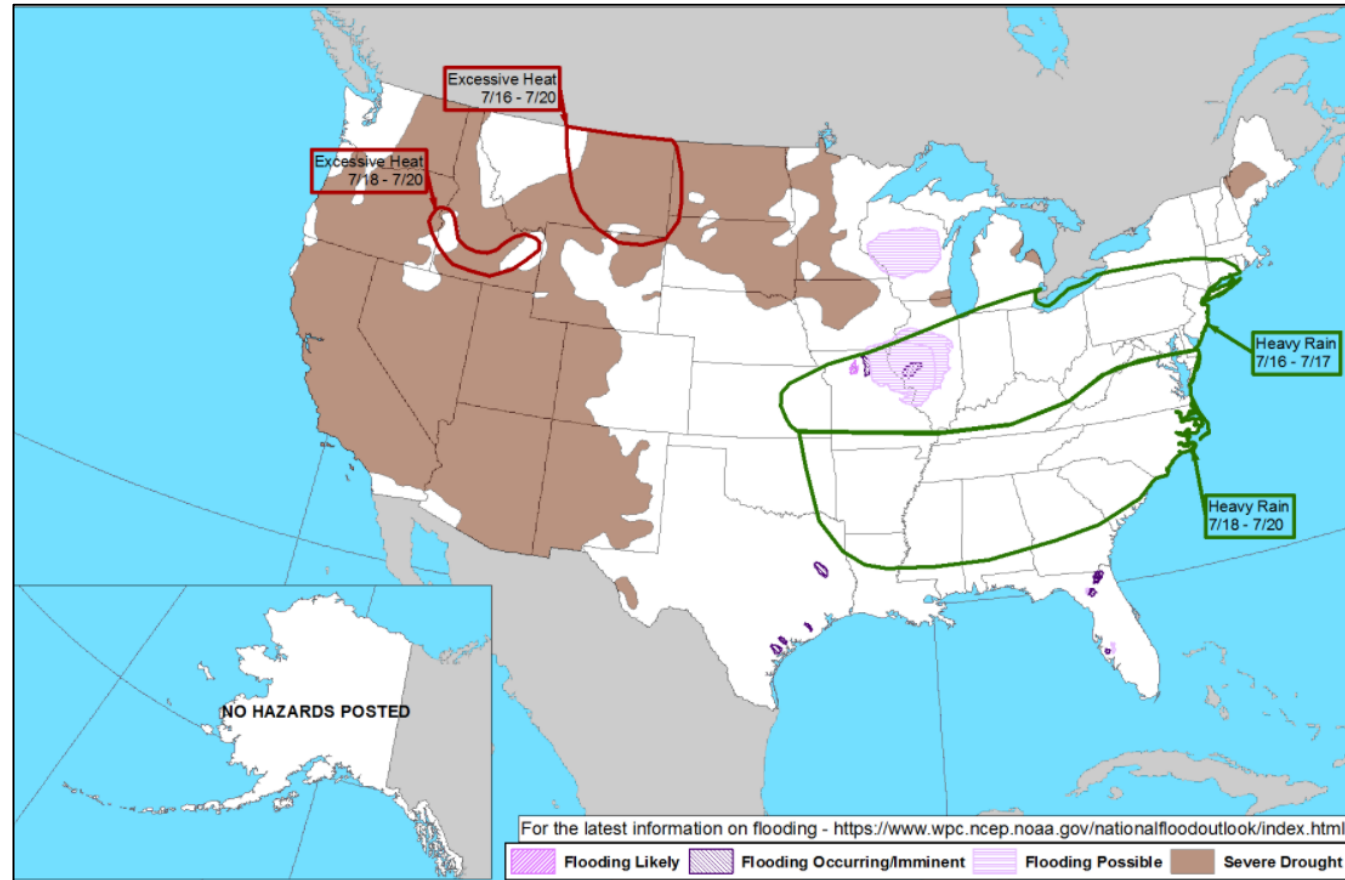 Excessive Heat
7/16 - 7/20
Excessive Heat
7/18 - 7/20
Heavy Rain
7/16 - 7/17
Heavy Rain
7/18 - 7/20
NO HAZARDS POSTED
For the latest information on flooding - https://www.wpc.ncep.noaa.gov/nationalfloodoutlook/index.html
Flooding Likely
Flooding Occurring/Imminent
Flooding Possible
Severe Drought